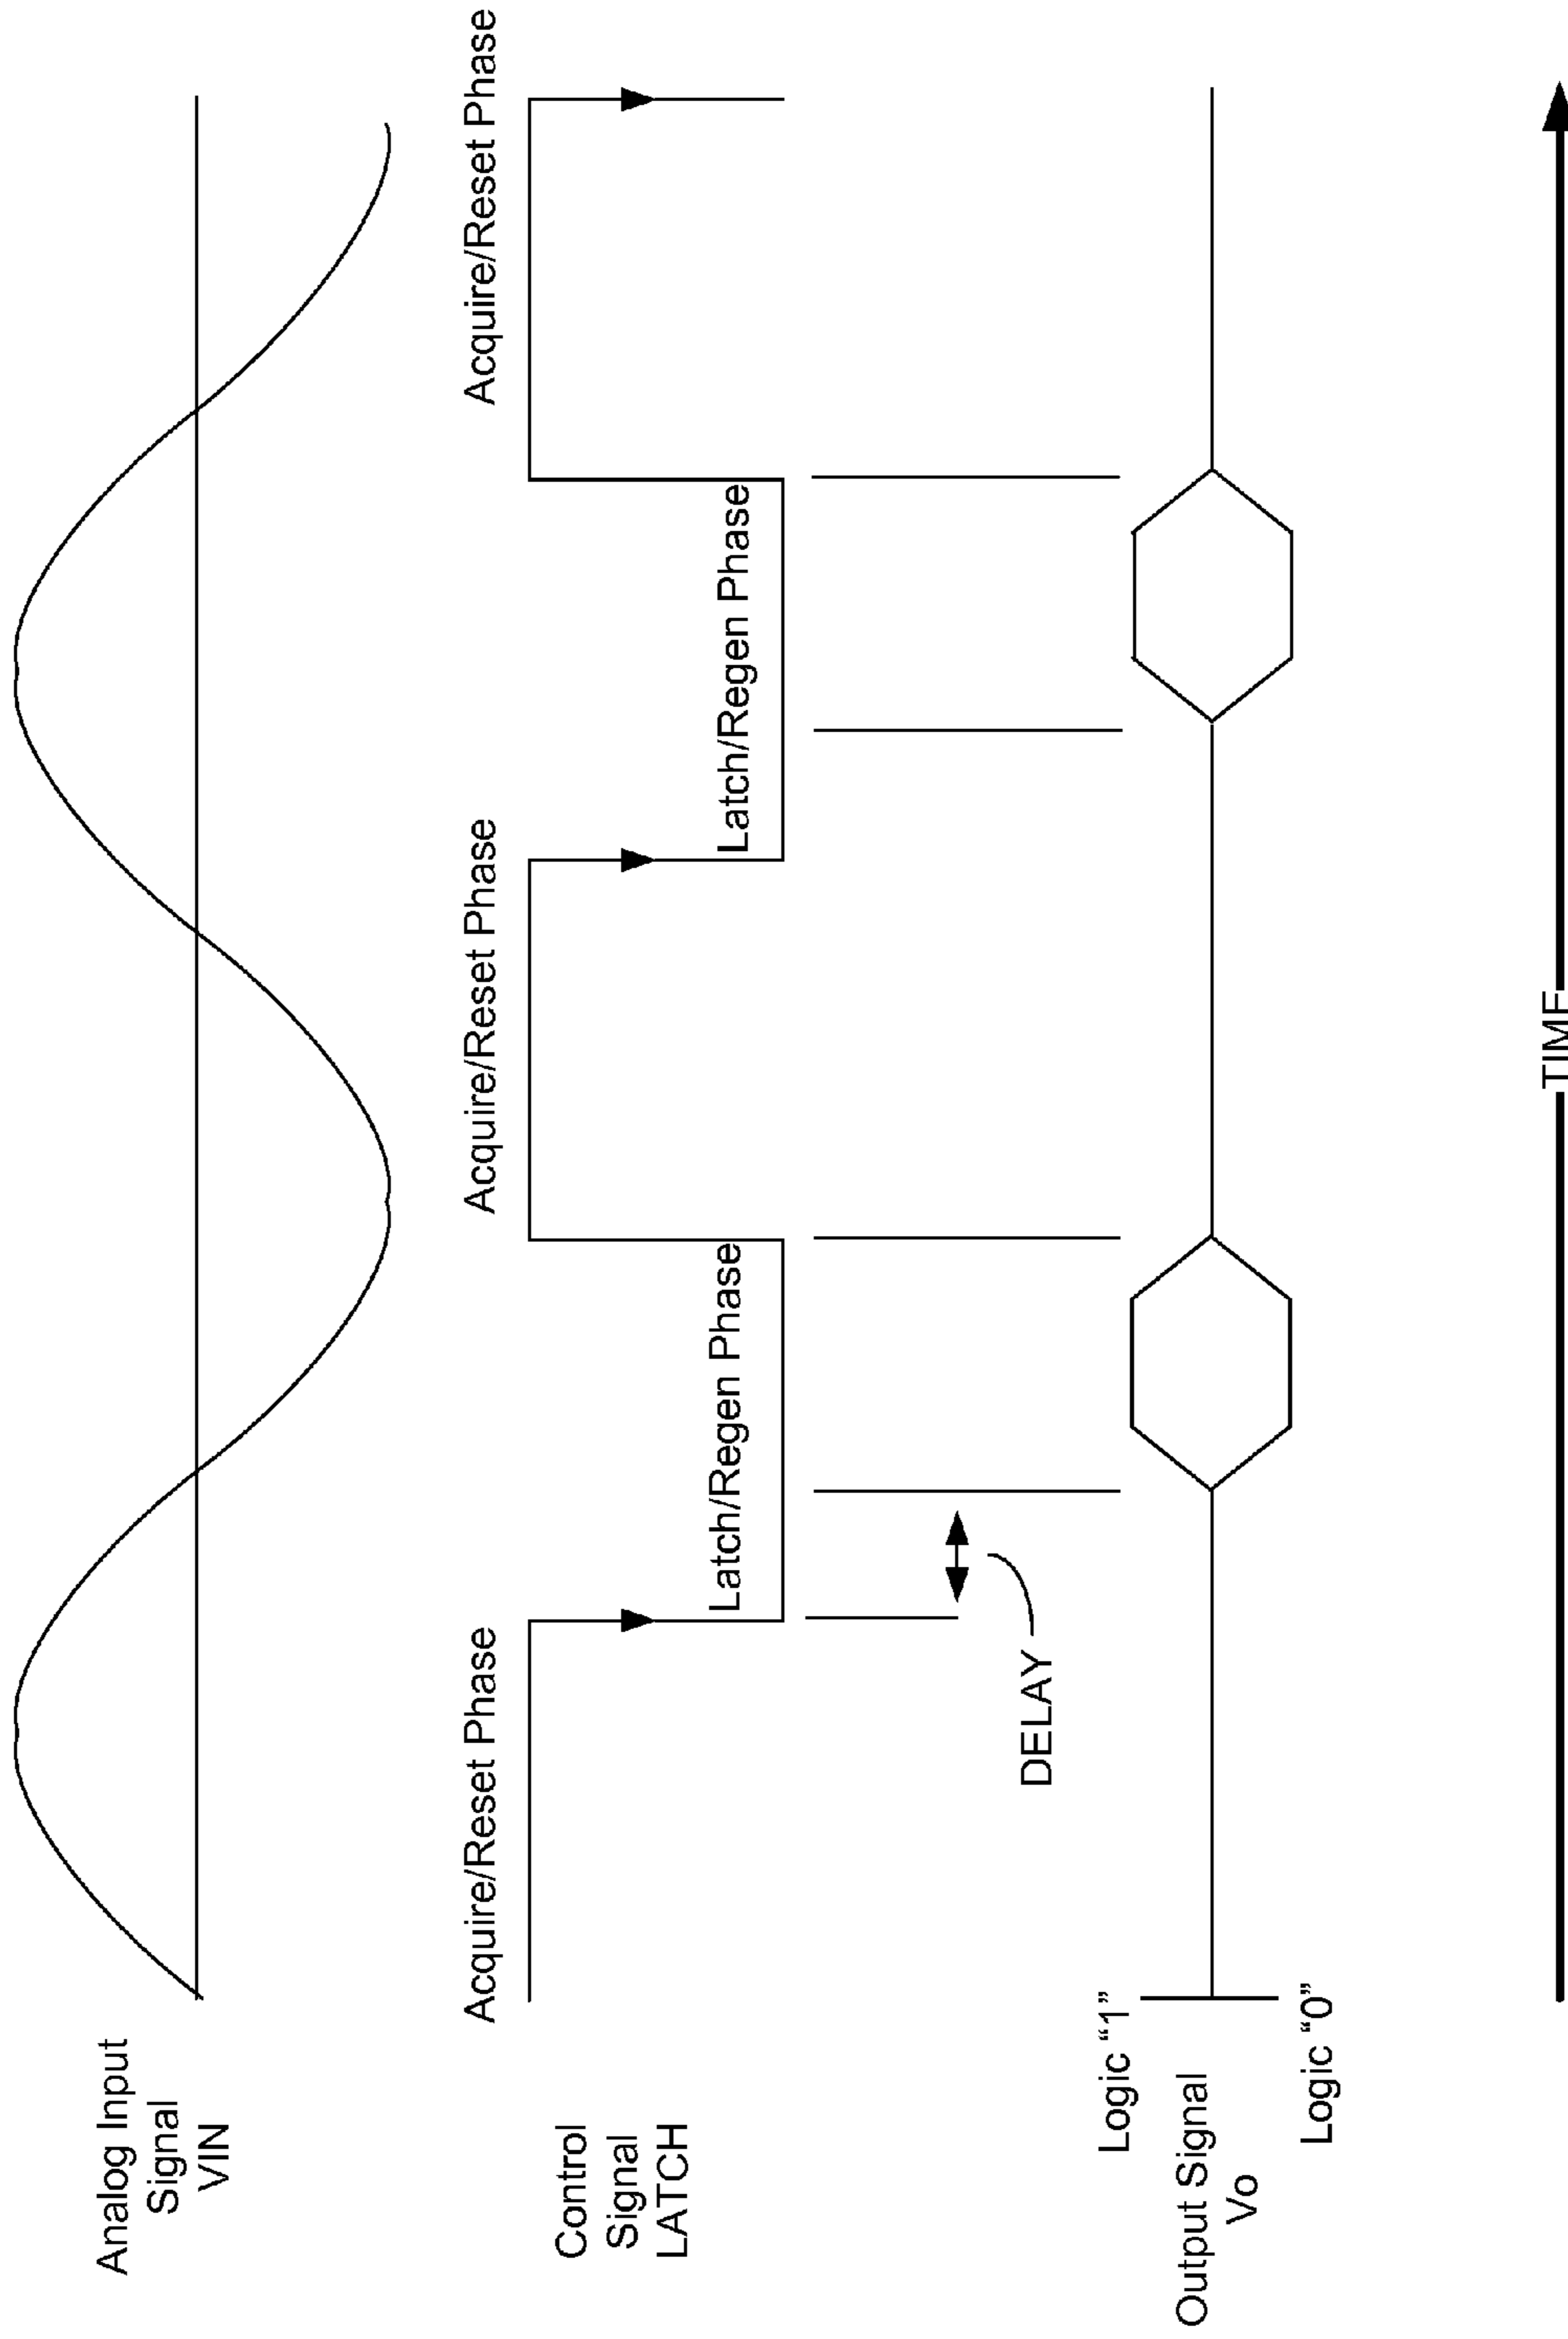 Analog Input
Signal
VIN
Acquire/Reset Phase
Acquire/Reset Phase
Acquire/Reset Phase
Control
Signal
LATCH
Latch/Regen Phase
Latch/Regen Phase
DELAY
Logic “1”
Output Signal
Vo
Logic “0”
TIME